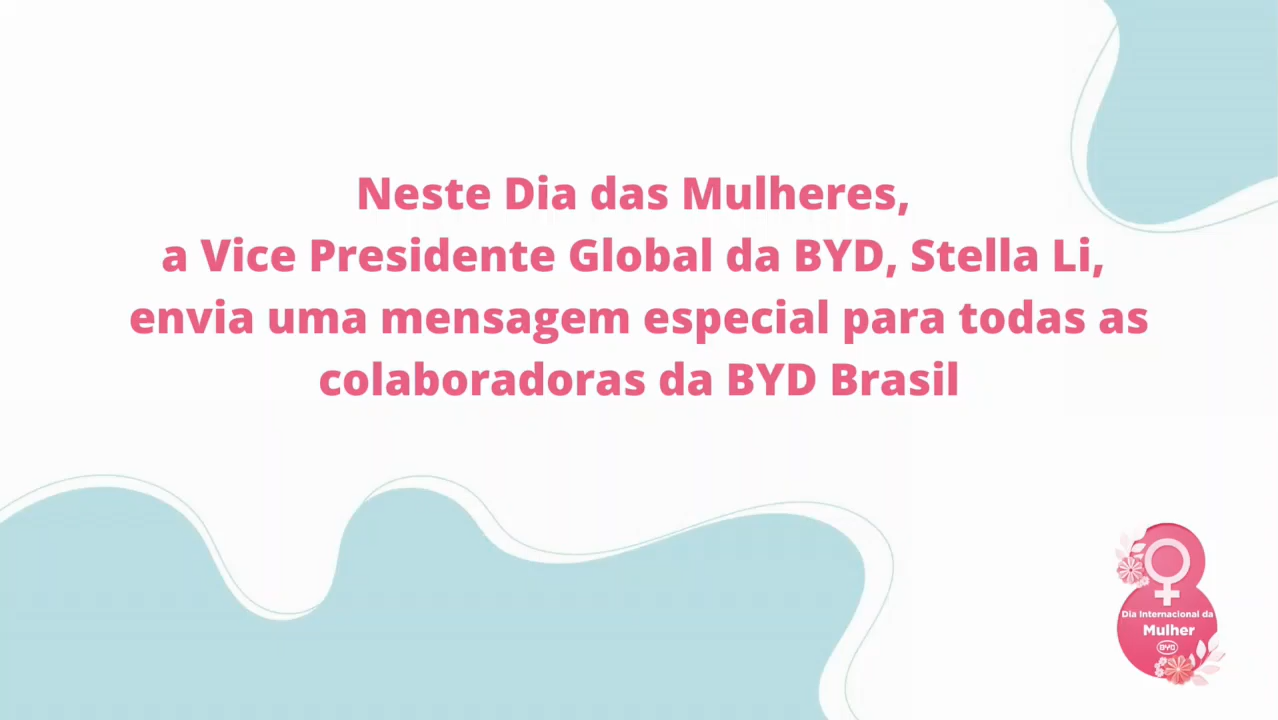 Neste Dia das Mulheres,
a Vice Presidente Global da BYD, Stella Li,
envia uma mensagem especial para todas as
colaboradoras da BYD Brasil
Dia Internacional da
Mulher
BYD